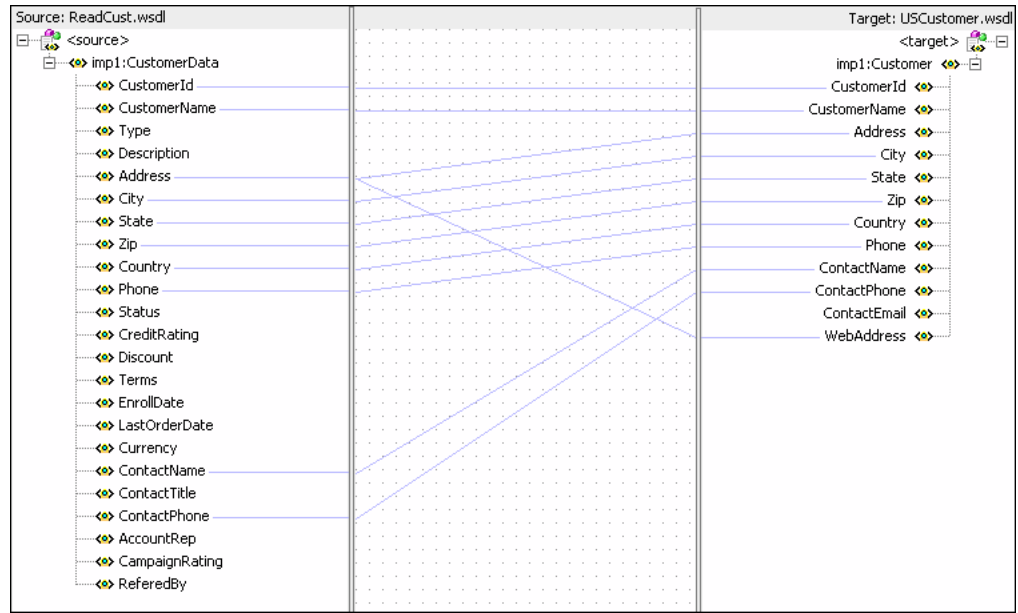 Source: ReadCust.wsdl
<source>
imp1:CustomerData
CustomerId
CustomerName
Type
Description
Address
City
State
Zip
Country
Phone
Status
CreditRating
Discount
Terms
EnrollDate
LastOrderDate
Currency
ContactName
ContactTitle
ContactPhone
AccountRep
CampaignRating
ReferedBy
Target: USCustomer.wsdl
<target>
imp1:Customer
CustomerId
CustomerName
Address
City
State
Zip
Country
Phone
ContactName
ContactPhone
ContactEmail
WebAddress